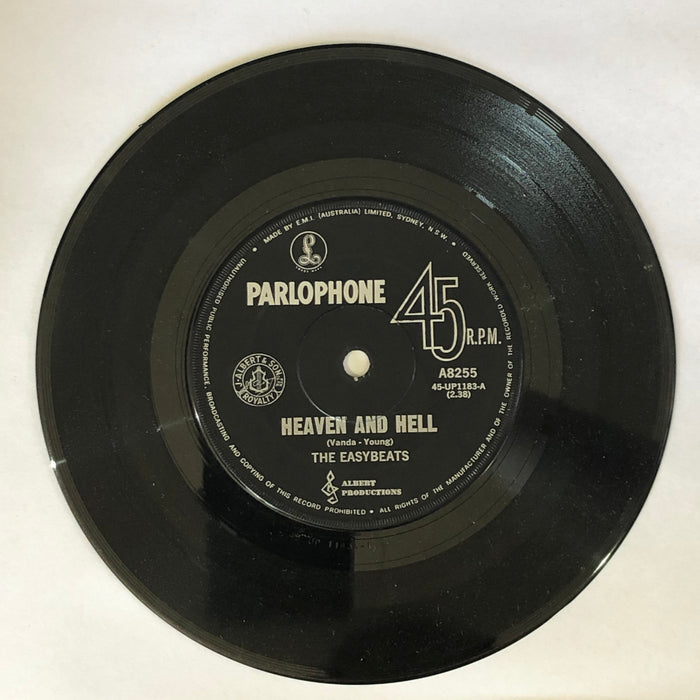 MADE BY E.M.I. (AUSTRALIA) LIMITED, SYDNEY, N.S.W.
£
TRADE MARK
PARLOPHONE
45 R.P.M.
J. ALBERT & SON.
ROYALTY
A8255
45-UP1183-A
(2.38)
HEAVEN AND HELL
(Vanda - Young)
THE EASYBEATS
ALBERT
PRODUCTIONS
UNAUTHORISED PUBLIC PERFORMANCE, BROADCASTING AND COPYING OF THIS RECORD PROHIBITED • ALL RIGHTS OF THE MANUFACTURER AND OF THE OWNER OF THE RECORDED WORK RESERVED